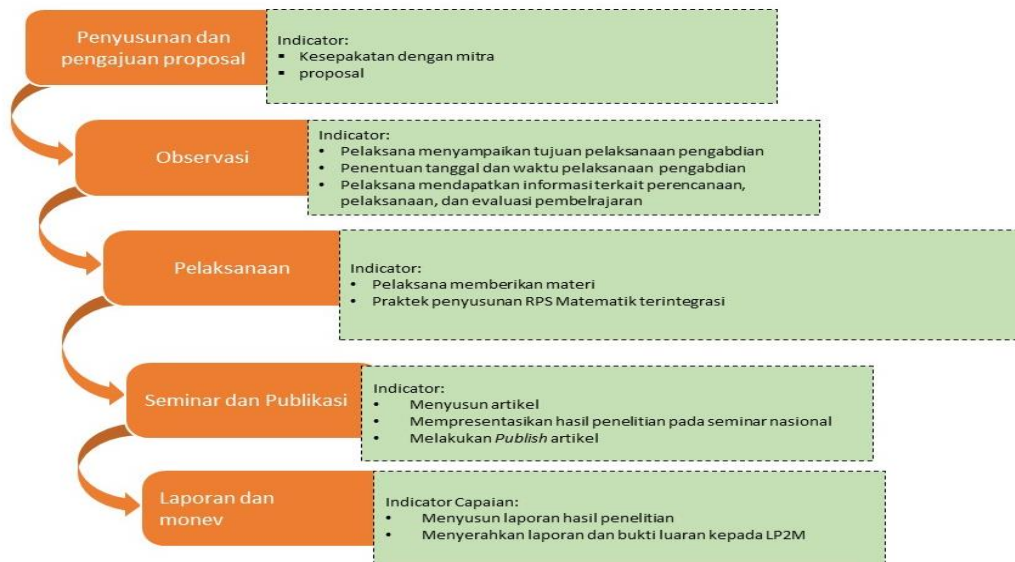 Penyusunan dan
pengajuan proposal
Indicator:
▪ Kesepakatan dengan mitra
▪ proposal
Observasi
Indicator:
• Pelaksana menyampaikan tujuan pelaksanaan pengabdian
• Penentuan tanggal dan waktu pelaksanaan pengabdian
• Pelaksana mendapatkan informasi terkait perencanaan,
pelaksanaan, dan evaluasi pembelrajaran
Pelaksanaan
Indicator:
• Pelaksana memberikan materi
• Praktek penyusunan RPS Matematik terintegrasi
Seminar dan Publikasi
Indicator:
• Menyusun artikel
• Mempresentasikan hasil penelitian pada seminar nasional
• Melakukan Publish artikel
Laporan dan
monev
Indicator Capaian:
• Menyusun laporan hasil penelitian
• Menyerahkan laporan dan bukti luaran kepada LP2M